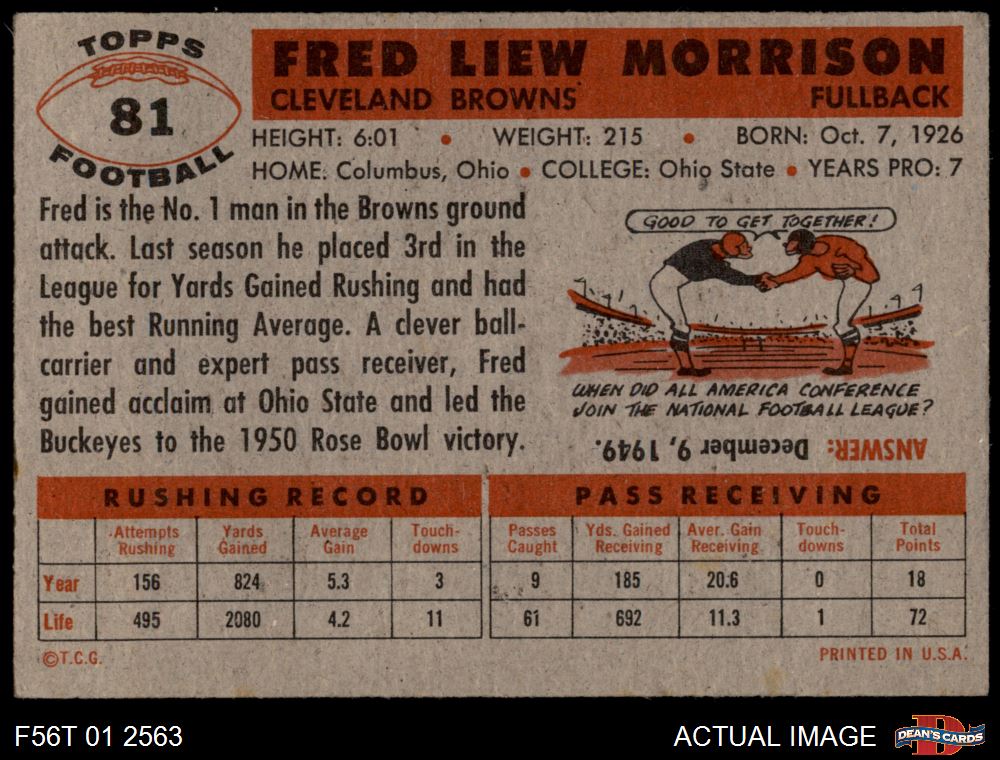 TOPPS
81
FOOTBALL
FRED LIEW MORRISON
CLEVELAND BROWNS FULLBACK
HEIGHT: 6:01 • WEIGHT: 215 • BORN: Oct. 7, 1926
HOME: Columbus, Ohio • COLLEGE: Ohio State • YEARS PRO: 7
Fred is the No. 1 man in the Browns ground
attack. Last season he placed 3rd in the
League for Yards Gained Rushing and had
the best Running Average. A clever ball-
carrier and expert pass receiver, Fred
gained acclaim at Ohio State and led the
Buckeyes to the 1950 Rose Bowl victory.
GOOD TO GET TOGETHER!
WHEN DID ALL AMERICA CONFERENCE
JOIN THE NATIONAL FOOTBALL LEAGUE?
ANSWER: December 9, 1949.
RUSHING RECORD
Attempts Rushing Yards Gained Average Gain Touch-downs
Year 156 824 5.3 3
Life 495 2080 4.2 11
PASS RECEIVING
Passes Caught Yds. Gained Receiving Aver. Gain Receiving Touch-downs Total Points
9 185 20.6 0 18
61 692 11.3 1 72
©T.C.G.
PRINTED IN U.S.A.
F56T 01 2563
ACTUAL IMAGE
D
DEAN'S CARDS